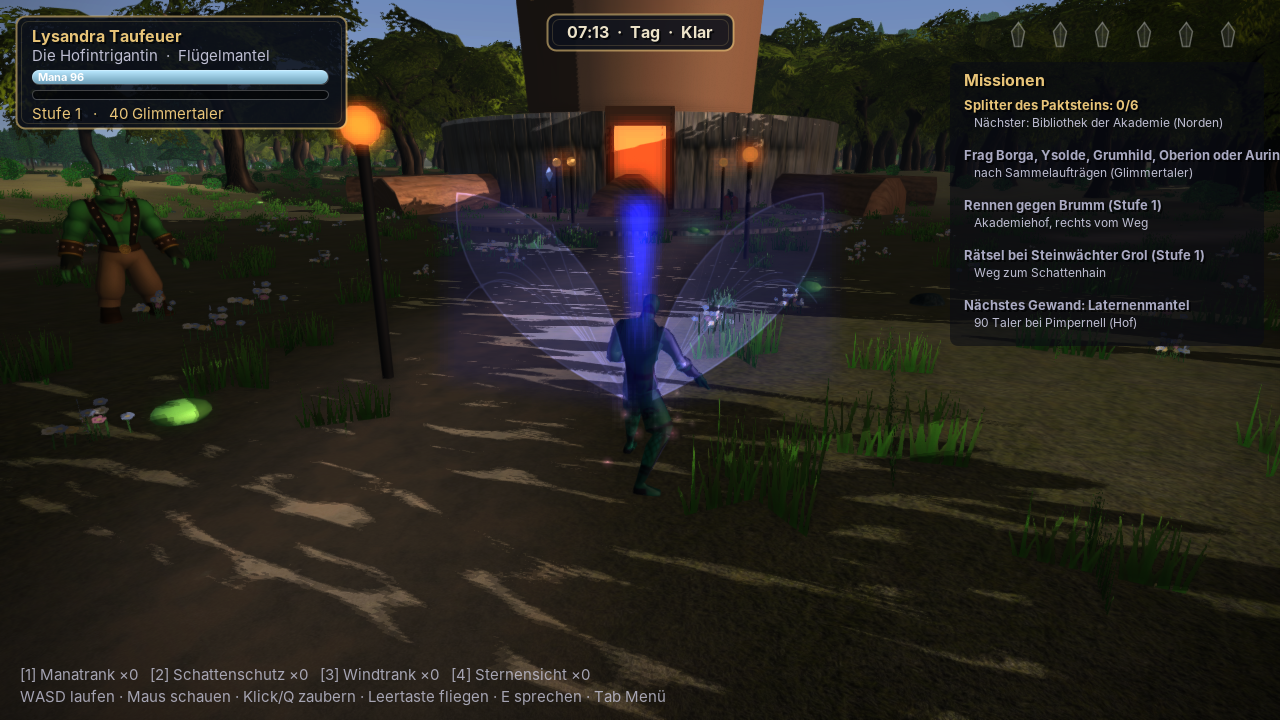 Lysandra Taufeuer
Die Hofintrigantin · Flügelmantel
Mana 96
Stufe 1 · 40 Glimmertaler
07:13 · Tag · Klar
Missionen
Splitter des Paktsteins: 0/6
Nächster: Bibliothek der Akademie (Norden)
Frag Borga, Ysolde, Grumhild, Oberion oder Aurin
nach Sammelaufträgen (Glimmertaler)
Rennen gegen Brumm (Stufe 1)
Akademiehof, rechts vom Weg
Rätsel bei Steinwächter Grol (Stufe 1)
Weg zum Schattenhain
Nächstes Gewand: Laternenmantel
90 Taler bei Pimpernell (Hof)
[1] Manatrank ×0 [2] Schattenschutz ×0 [3] Windtrank ×0 [4] Sternensicht ×0
WASD laufen · Maus schauen · Klick/Q zaubern · Leertaste fliegen · E sprechen · Tab Menü